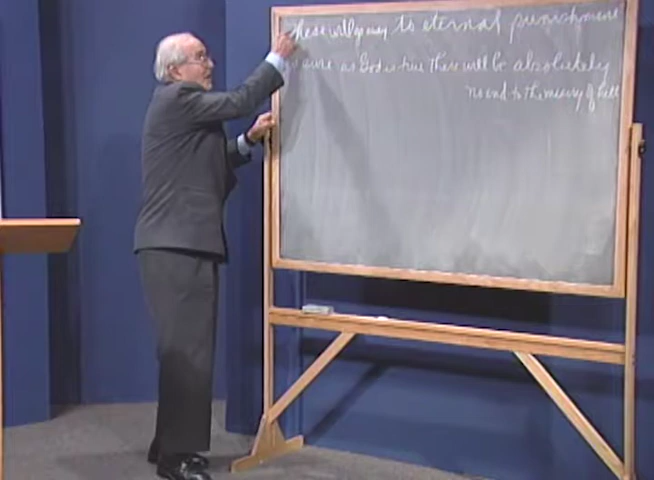 These will go away to eternal punishment
as sure as God is true there will be absolutely
no end to the misery of hell